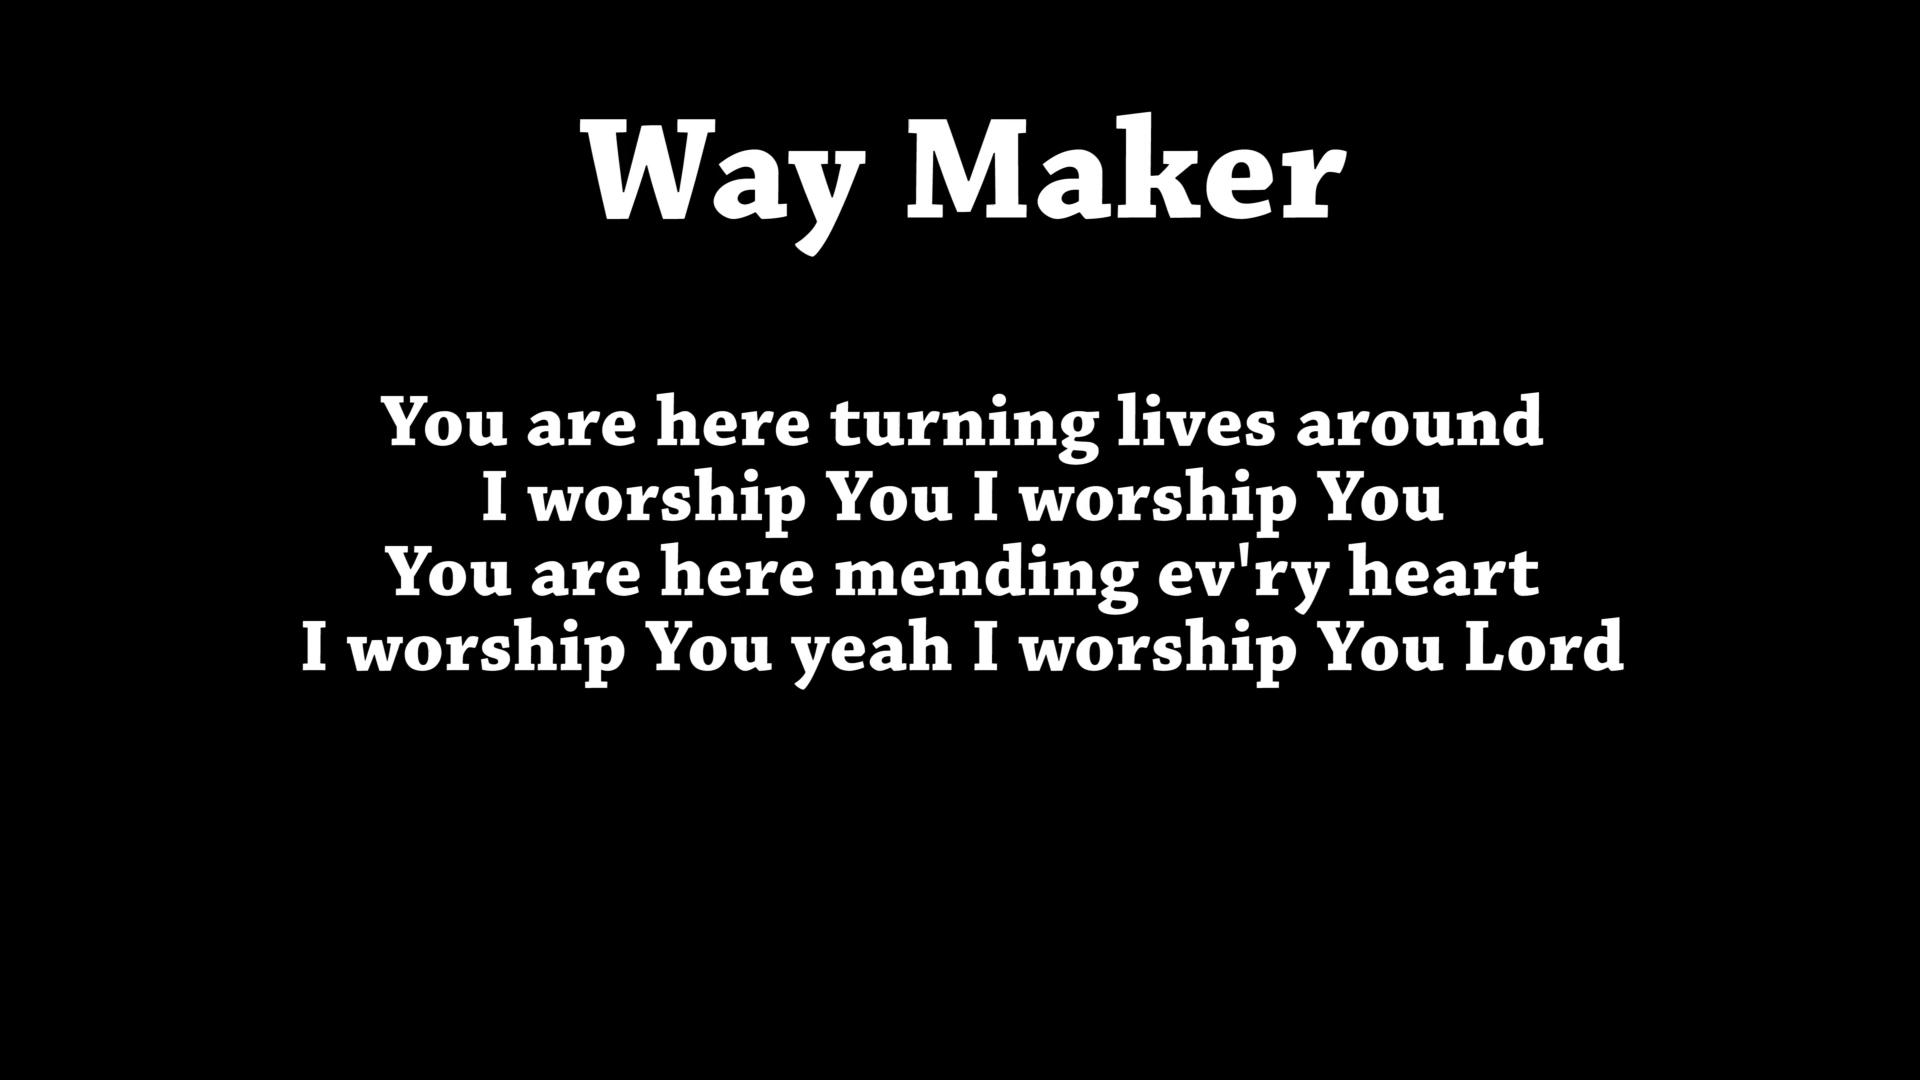 Way Maker
You are here turning lives around
I worship You I worship You
You are here mending ev'ry heart
I worship You yeah I worship You Lord